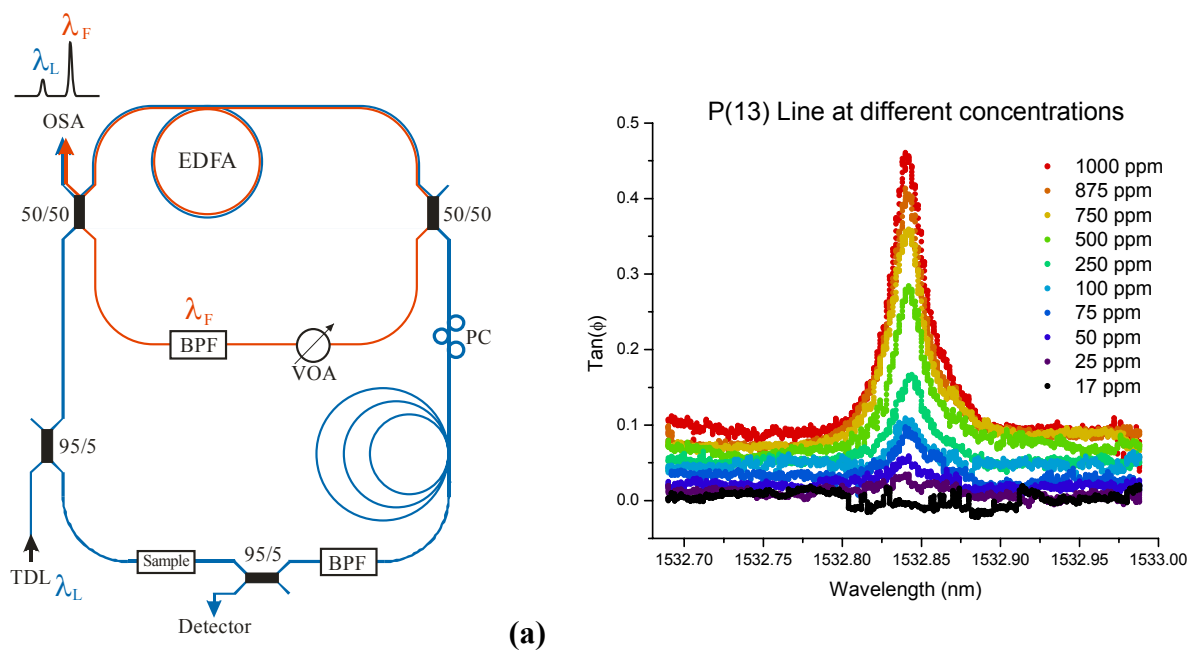 λF
λL
OSA
EDFA
50/50
50/50
λF
BPF
VOA
PC
95/5
TDL λL
Sample
95/5
BPF
Detector
(a)
P(13) Line at different concentrations
Tan(ϕ)
0.5
0.4
0.3
0.2
0.1
0.0
1000 ppm
875 ppm
750 ppm
500 ppm
250 ppm
100 ppm
75 ppm
50 ppm
25 ppm
17 ppm
1532.70 1532.75 1532.80 1532.85 1532.90 1532.95 1533.00
Wavelength (nm)